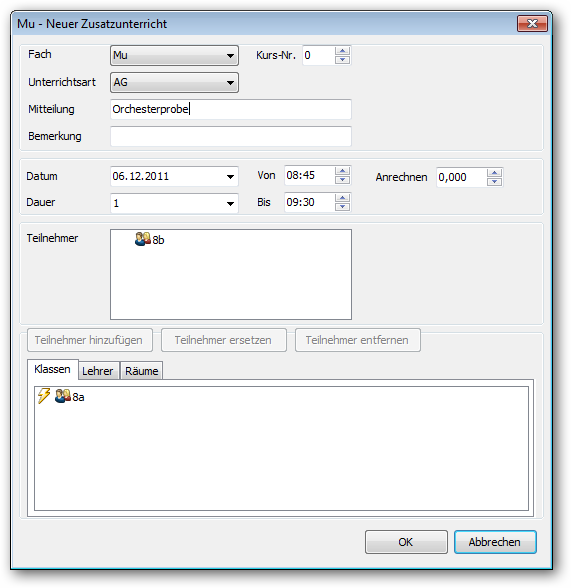 Mu - Neuer Zusatzunterricht
Fach Mu Kurs-Nr. 0
Unterrichtsart AG
Mitteilung Orchesterprobe
Bemerkung
Datum 06.12.2011 Von 08:45 Anrechnen 0,000
Dauer 1 Bis 09:30
Teilnehmer 8b
Teilnehmer hinzufügen Teilnehmer ersetzen Teilnehmer entfernen
Klassen Lehrer Räume
8a
OK Abbrechen